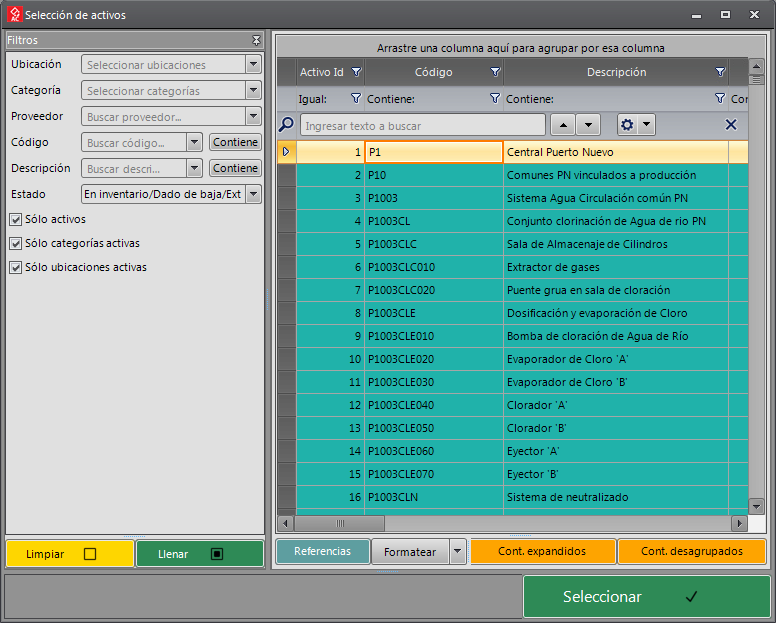 Selección de activos
Filtros
Ubicación Seleccionar ubicaciones
Categoría Seleccionar categorías
Proveedor Buscar proveedor...
Código Buscar código... Contiene
Descripción Buscar descri... Contiene
Estado En inventario/Dado de baja/Ext
Sólo activos
Sólo categorías activas
Sólo ubicaciones activas
Limpiar
Llenar
Arrastre una columna aquí para agrupar por esa columna
Activo Id Código Descripción
Igual: Contiene: Contiene: Cor
Ingresar texto a buscar
1 P1 Central Puerto Nuevo
2 P10 Comunes PN vinculados a producción
3 P1003 Sistema Agua Circulación común PN
4 P1003CL Conjunto clorinación de Agua de rio PN
5 P1003CLC Sala de Almacenaje de Cilindros
6 P1003CLC010 Extractor de gases
7 P1003CLC020 Puente grua en sala de cloración
8 P1003CLE Dosificación y evaporación de Cloro
9 P1003CLE010 Bomba de cloración de Agua de Río
10 P1003CLE020 Evaporador de Cloro 'A'
11 P1003CLE030 Evaporador de Cloro 'B'
12 P1003CLE040 Clorador 'A'
13 P1003CLE050 Clorador 'B'
14 P1003CLE060 Eyector 'A'
15 P1003CLE070 Eyector 'B'
16 P1003CLN Sistema de neutralizado
Referencias Formatear Cont. expandidos Cont. desagrupados
Seleccionar